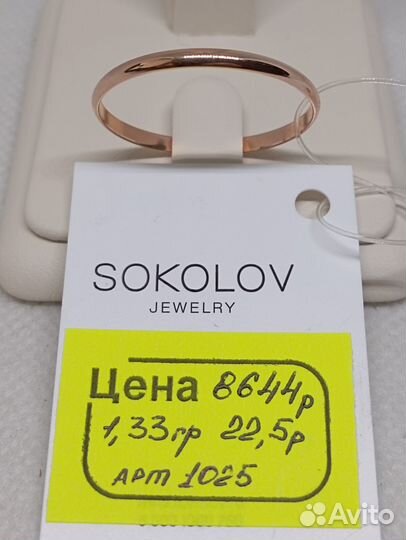 SOKOLOV
JEWELRY
Цена 8644р
1,33гр 22,5р
арт 1025
Avito